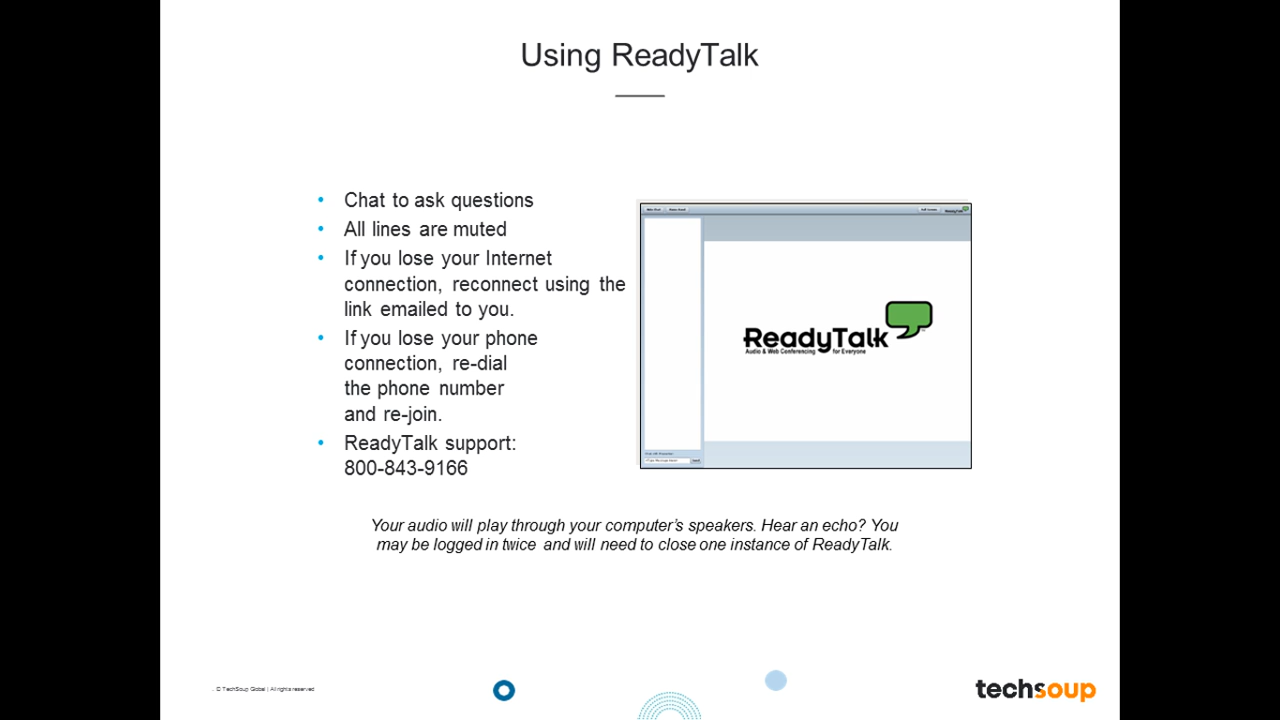 Using ReadyTalk
• Chat to ask questions
• All lines are muted
• If you lose your Internet
connection, reconnect using the
link emailed to you.
• If you lose your phone
connection, re-dial
the phone number
and re-join.
• ReadyTalk support:
800-843-9166
ReadyTalk
Audio & Web Conferencing for Everyone
Your audio will play through your computer’s speakers. Hear an echo? You
may be logged in twice and will need to close one instance of ReadyTalk.
© TechSoup Global | All rights reserved
techsoup